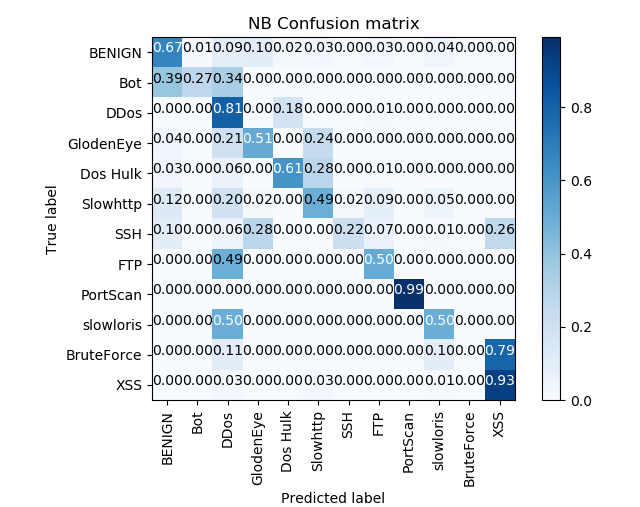 NB Confusion matrix
BENIGN 0.67 0.01 0.09 0.10 0.02 0.03 0.00 0.03 0.00 0.04 0.00 0.00
Bot 0.39 0.27 0.34 0.00 0.00 0.00 0.00 0.00 0.00 0.00 0.00 0.00
DDos 0.00 0.00 0.81 0.00 0.18 0.00 0.00 0.01 0.00 0.00 0.00 0.00
GlodenEye 0.04 0.00 0.21 0.51 0.00 0.24 0.00 0.00 0.00 0.00 0.00 0.00
Dos Hulk 0.03 0.00 0.06 0.00 0.61 0.28 0.00 0.01 0.00 0.00 0.00 0.00
Slowhttp 0.12 0.00 0.20 0.02 0.00 0.49 0.02 0.09 0.00 0.05 0.00 0.00
SSH 0.10 0.00 0.06 0.28 0.00 0.00 0.22 0.07 0.00 0.01 0.00 0.26
FTP 0.00 0.00 0.49 0.00 0.00 0.00 0.00 0.50 0.00 0.00 0.00 0.00
PortScan 0.00 0.00 0.00 0.00 0.00 0.00 0.00 0.00 0.99 0.00 0.00 0.00
slowloris 0.00 0.00 0.50 0.00 0.00 0.00 0.00 0.00 0.00 0.50 0.00 0.00
BruteForce 0.00 0.00 0.11 0.00 0.00 0.00 0.00 0.00 0.00 0.10 0.00 0.79
XSS 0.00 0.00 0.03 0.00 0.00 0.03 0.00 0.00 0.00 0.01 0.00 0.93
True label
BENIGN
Bot
DDos
GlodenEye
Dos Hulk
Slowhttp
SSH
FTP
PortScan
slowloris
BruteForce
XSS
Predicted label
0.8
0.6
0.4
0.2
0.0